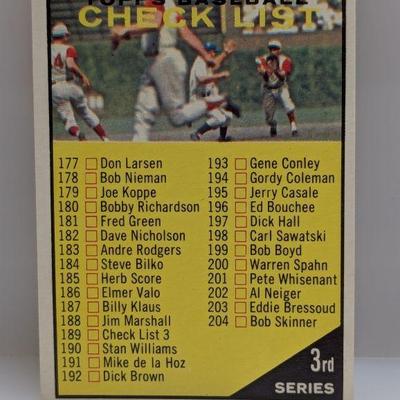 TOPPS BASEBALL
CHECK LIST
177 Don Larsen
178 Bob Nieman
179 Joe Koppe
180 Bobby Richardson
181 Fred Green
182 Dave Nicholson
183 Andre Rodgers
184 Steve Bilko
185 Herb Score
186 Elmer Valo
187 Billy Klaus
188 Jim Marshall
189 Check List 3
190 Stan Williams
191 Mike de la Hoz
192 Dick Brown
193 Gene Conley
194 Gordy Coleman
195 Jerry Casale
196 Ed Bouchee
197 Dick Hall
198 Carl Sawatski
199 Bob Boyd
200 Warren Spahn
201 Pete Whisenant
202 Al Neiger
203 Eddie Bressoud
204 Bob Skinner
3rd
SERIES